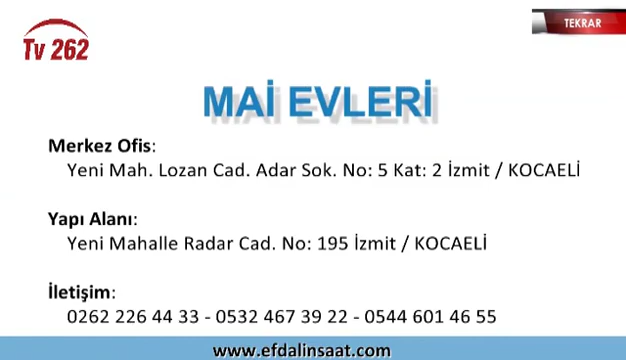 Tv 262
TEKRAR
MAİ EVLERİ
Merkez Ofis:
Yeni Mah. Lozan Cad. Adar Sok. No: 5 Kat: 2 İzmit / KOCAELİ
Yapı Alanı:
Yeni Mahalle Radar Cad. No: 195 İzmit / KOCAELİ
İletişim:
0262 226 44 33 - 0532 467 39 22 - 0544 601 46 55
www.efdalinsaat.com